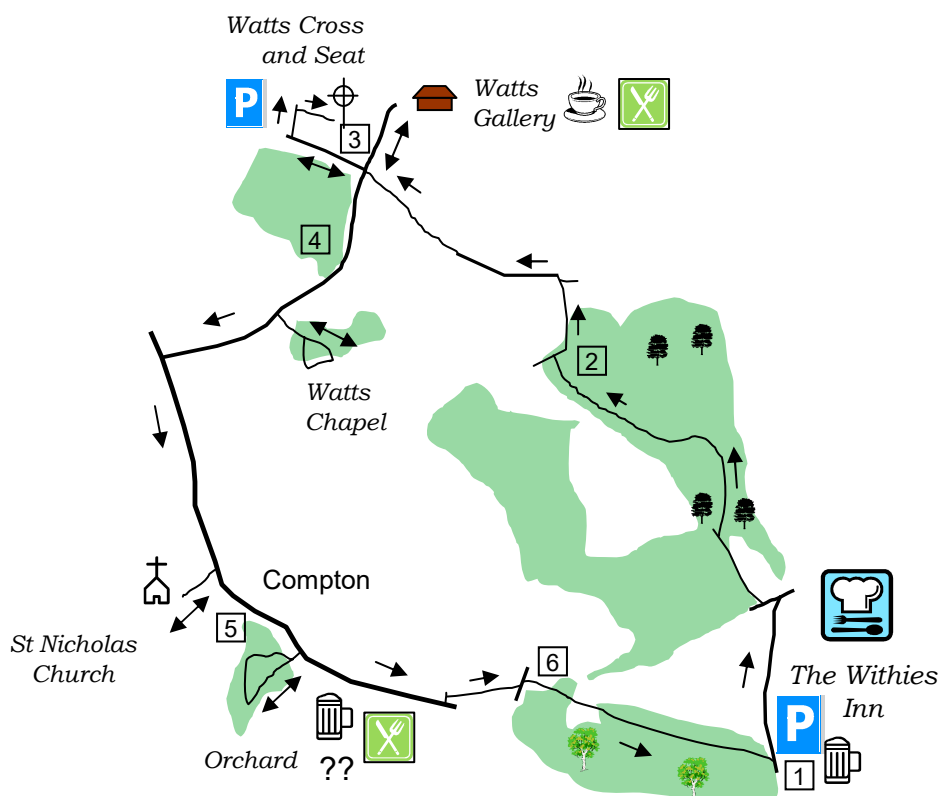 Watts Cross
and Seat
P
Watts
Gallery
3
4
2
Watts
Chapel
Compton
5
St Nicholas
Church
6
The Withies
Inn
P
1
Orchard
??